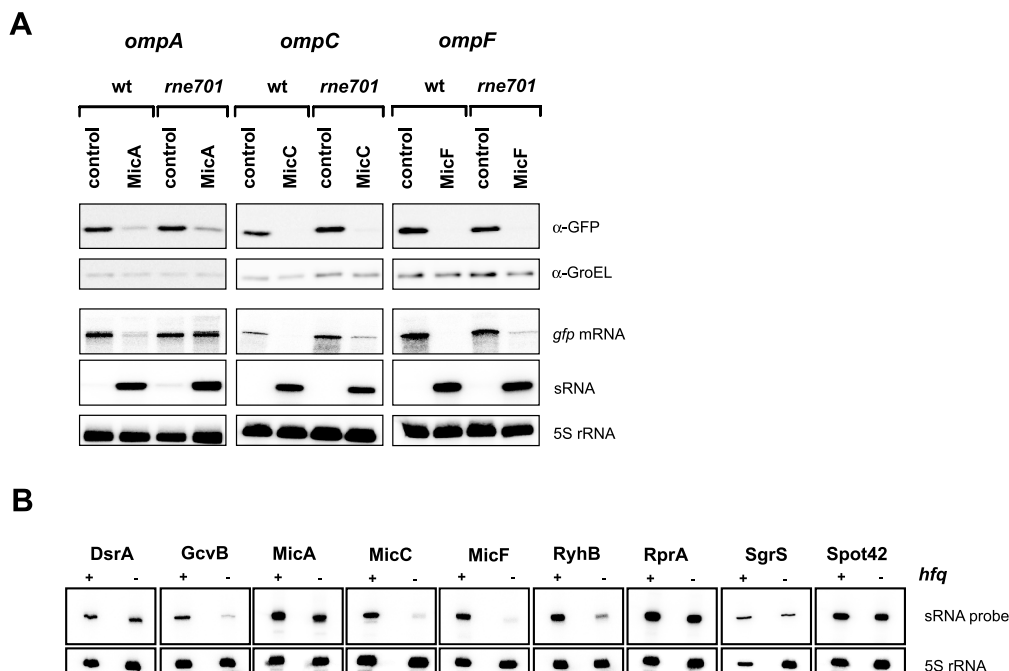 A
ompA ompC ompF
wt rne701 wt rne701 wt rne701
control MicA control MicA control MicC control MicC control MicF control MicF
α-GFP
α-GroEL
gfp mRNA
sRNA
5S rRNA
B
DsrA GcvB MicA MicC MicF RyhB RprA SgrS Spot42
+ - + - + - + - + - + - + - + - + - hfq
sRNA probe
5S rRNA